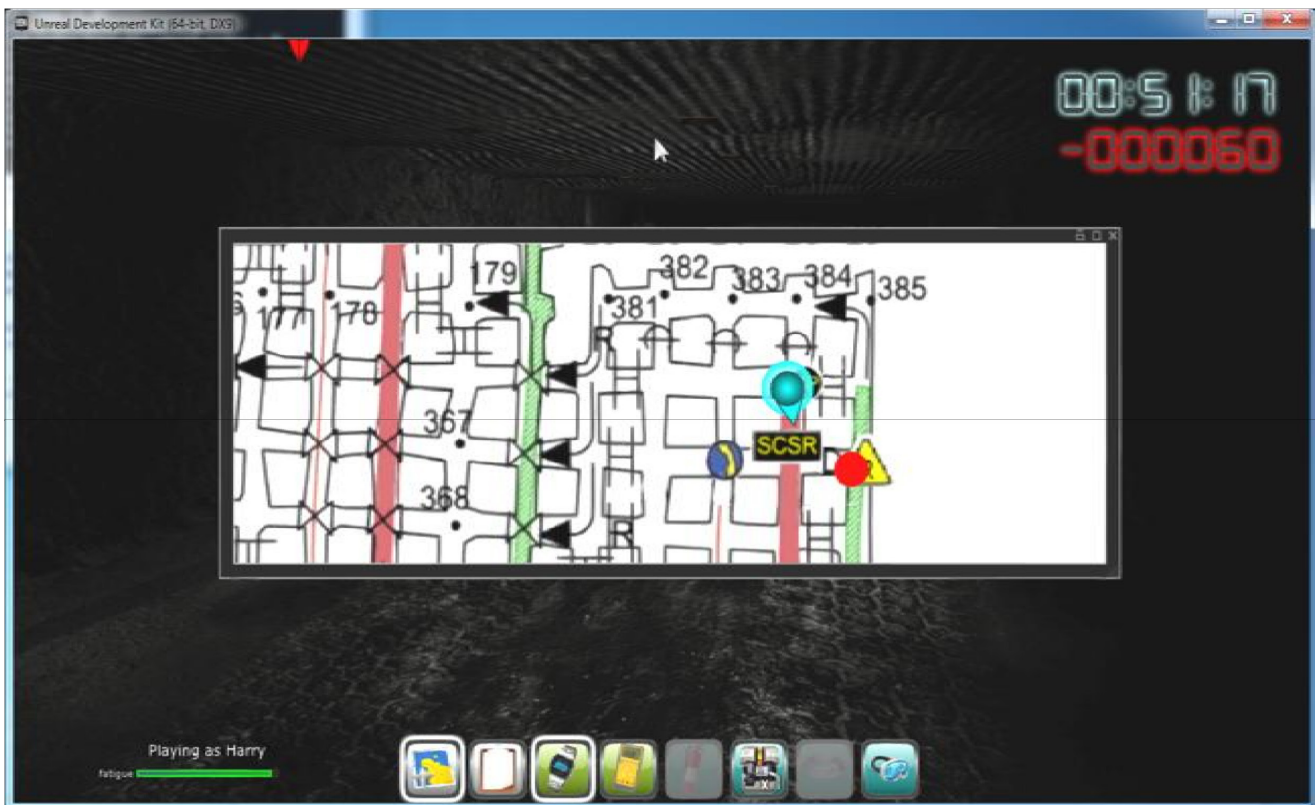 Unreal Development Kit (64-bit, DX9)
00:51:17
-000060
179
382
383
384
385
177
178
381
R
367
SCSR
D
368
R
Playing as Harry
fatigue